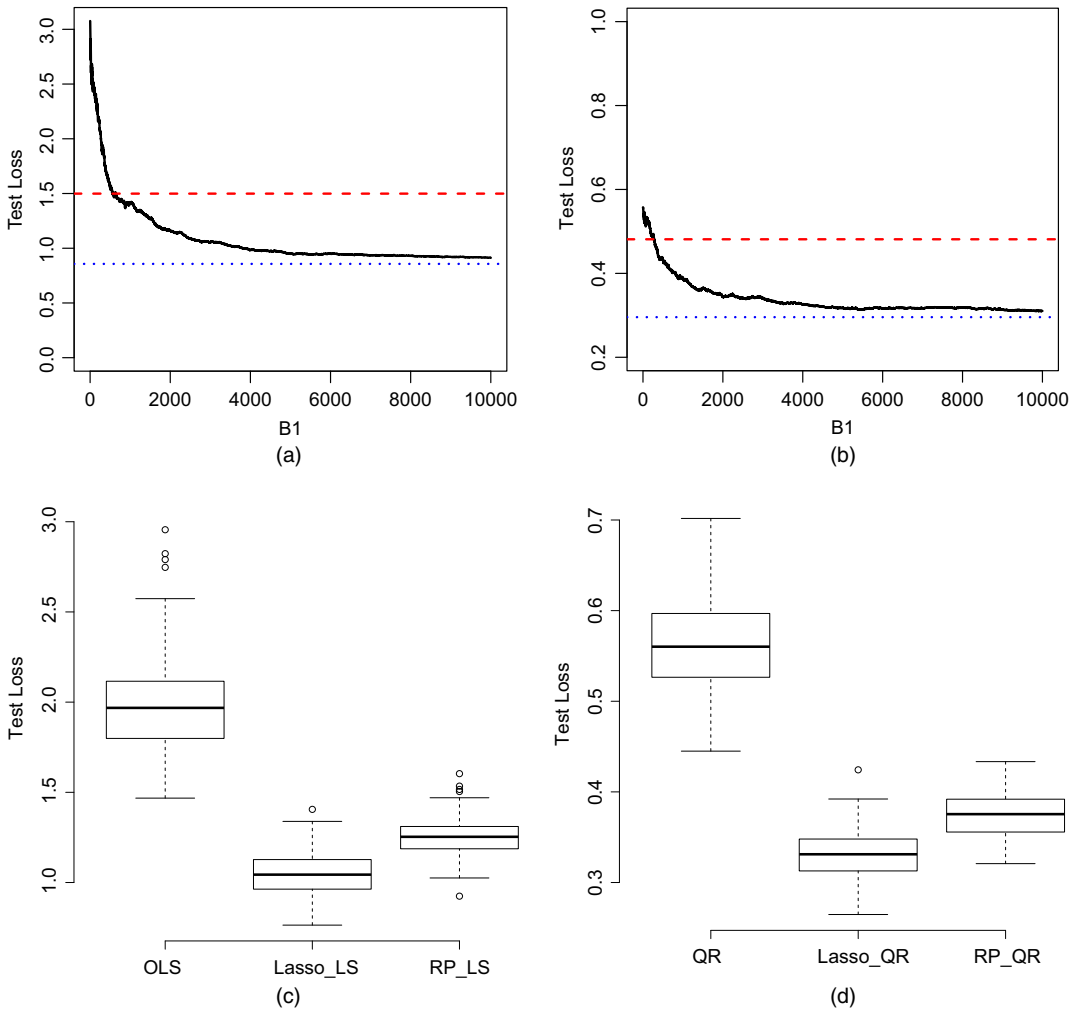 Test Loss
0.0 0.5 1.0 1.5 2.0 2.5 3.0
0 2000 4000 6000 8000 10000
B1
(a)
Test Loss
0.2 0.4 0.6 0.8 1.0
0 2000 4000 6000 8000 10000
B1
(b)
Test Loss
1.0 1.5 2.0 2.5 3.0
OLS Lasso_LS RP_LS
(c)
Test Loss
0.3 0.4 0.5 0.6 0.7
QR Lasso_QR RP_QR
(d)